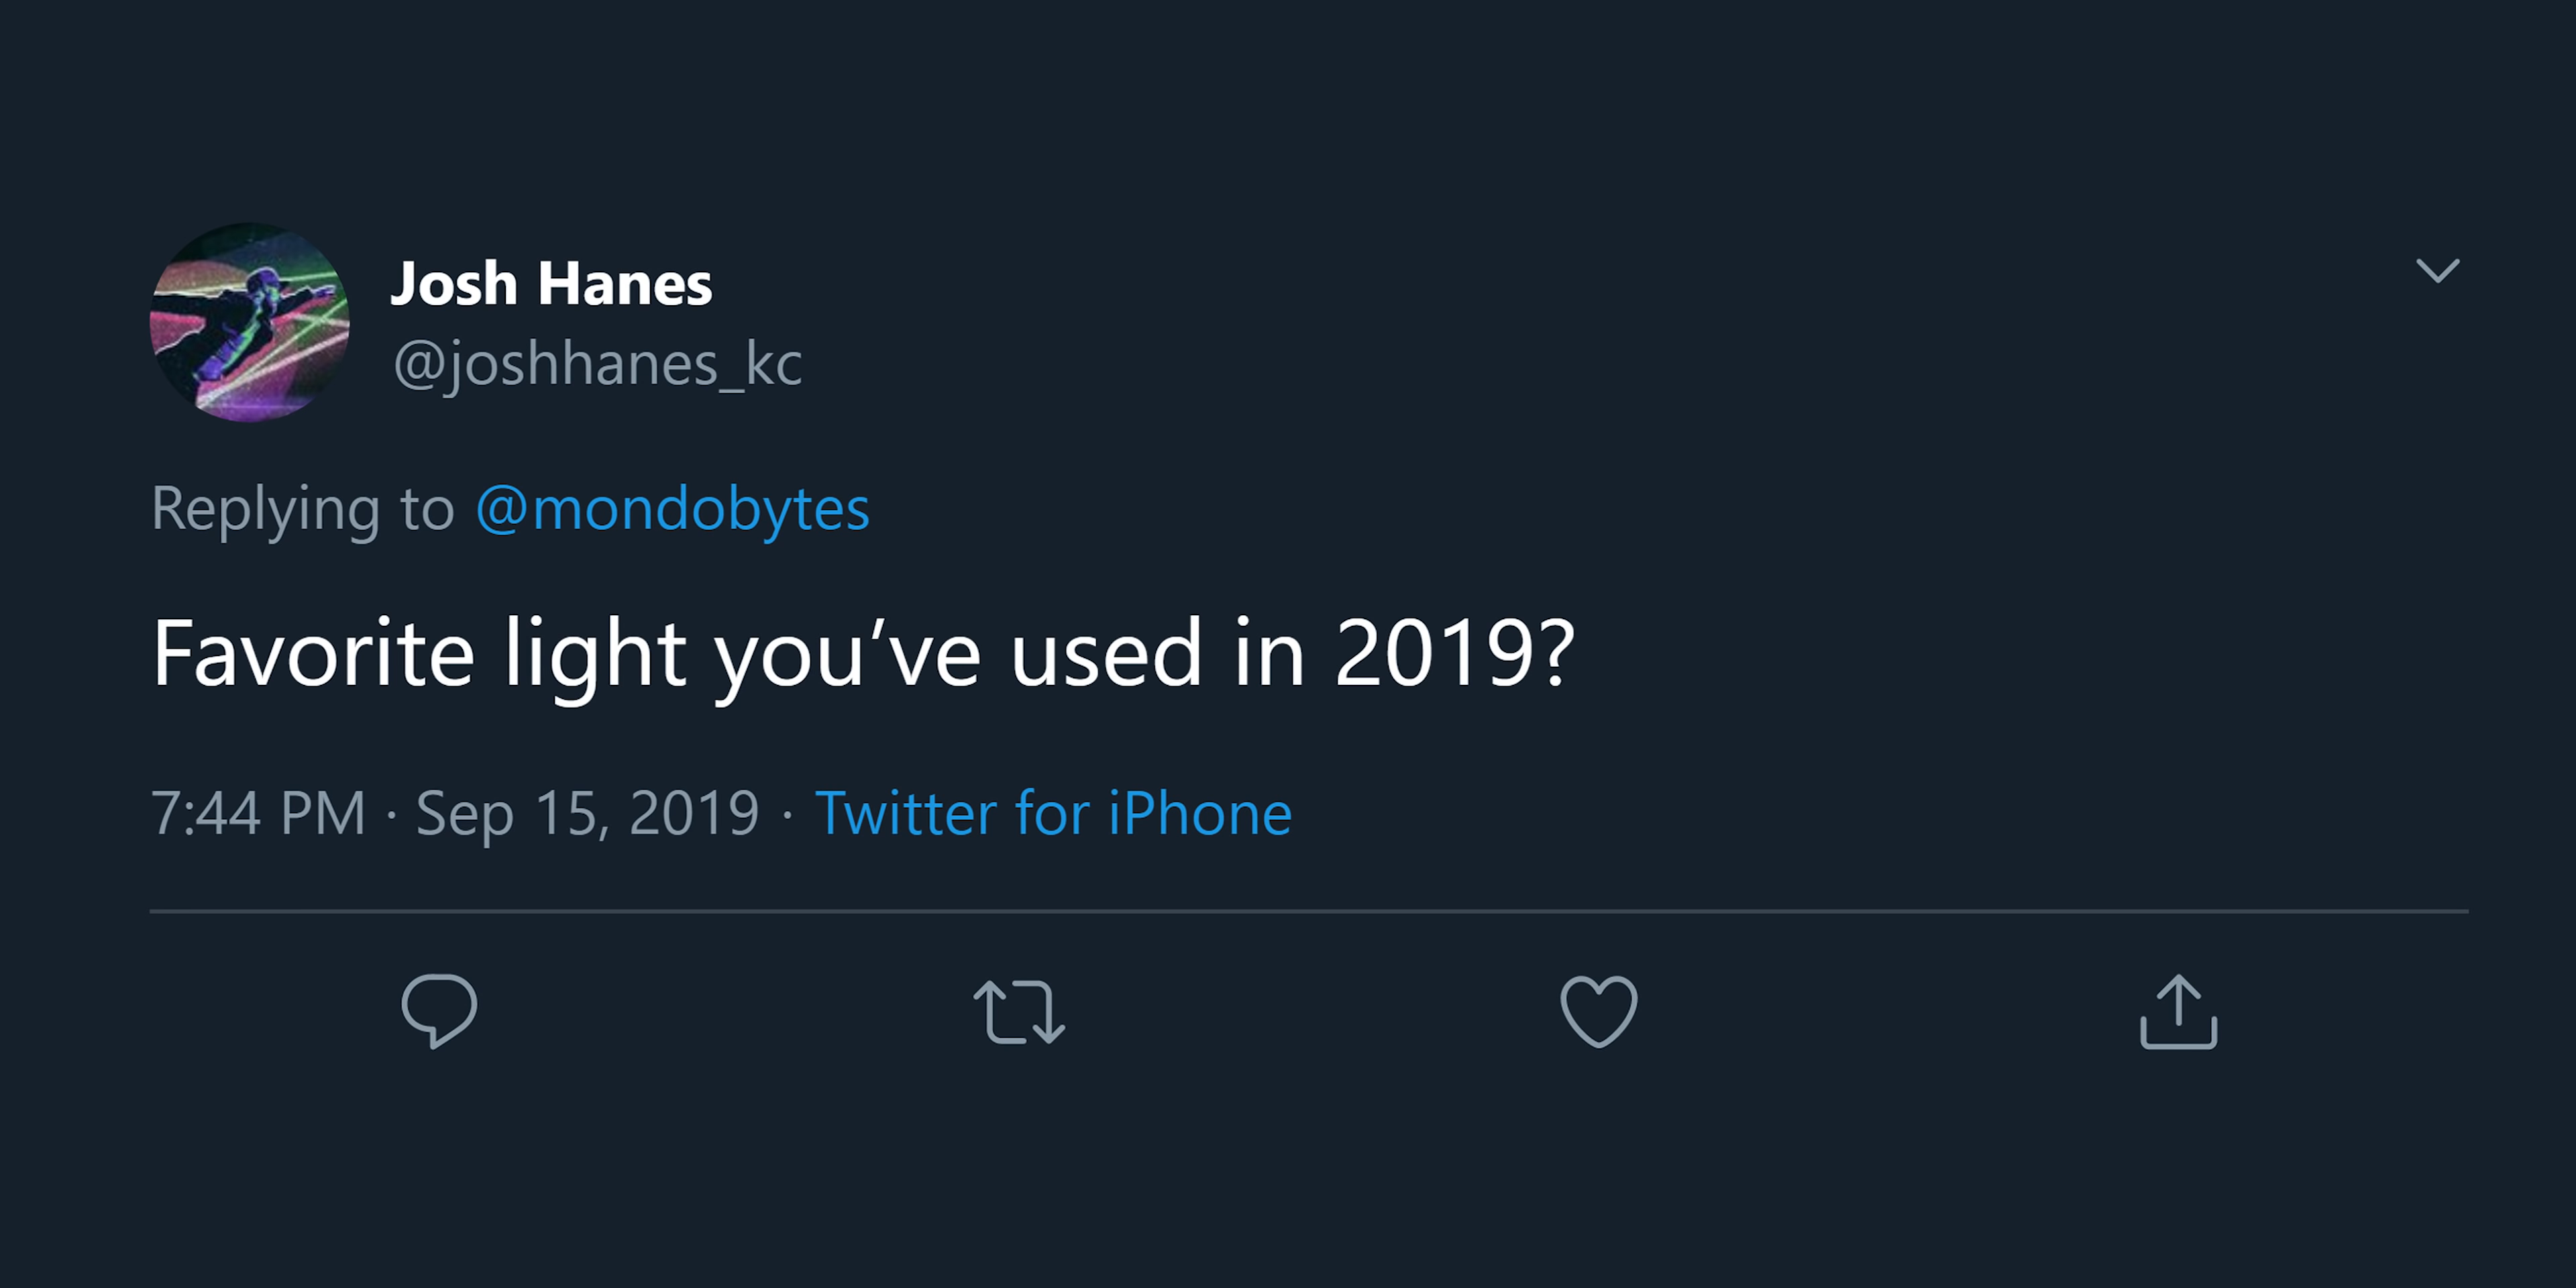 Josh Hanes
@joshhanes_kc
Replying to @mondobytes
Favorite light you’ve used in 2019?
7:44 PM · Sep 15, 2019 · Twitter for iPhone